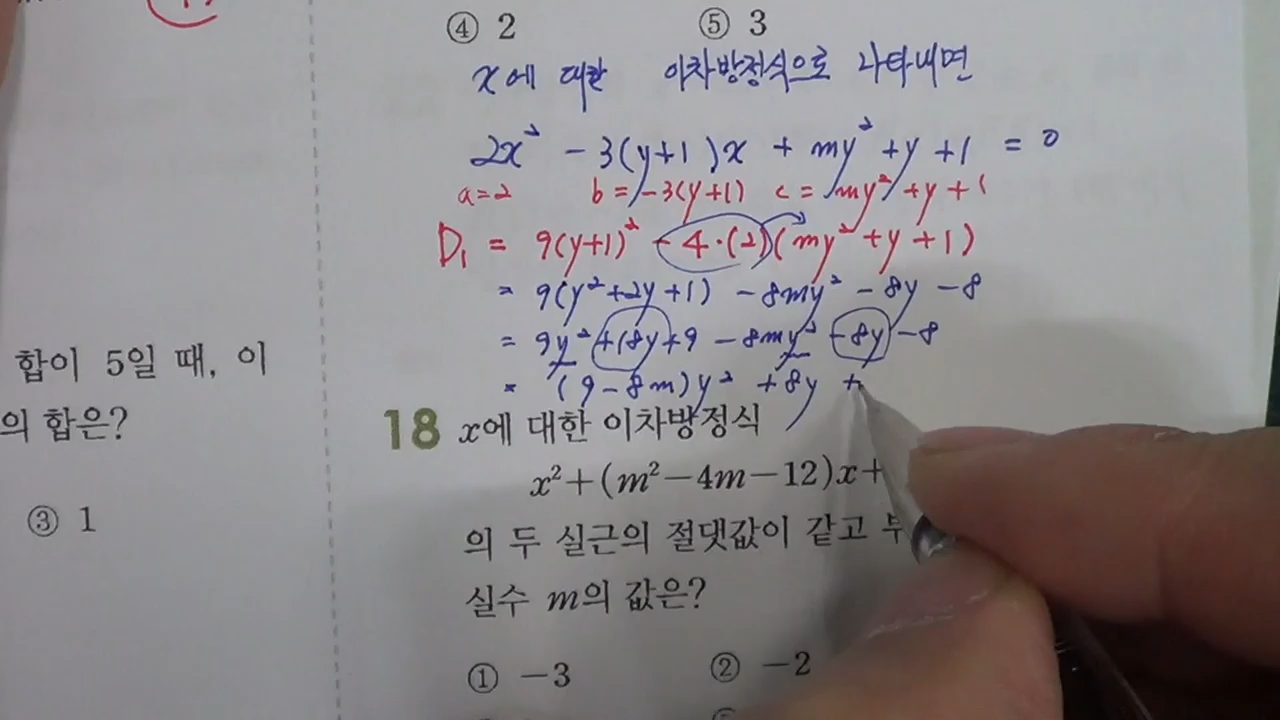 합이 5일 때, 이
의 합은?
③ 1
④ 2 ⑤ 3
x에 대한 이차방정식으로 나타내면
2x² - 3(y+1)x + my² + y + 1 = 0
a=2 b=-3(y+1) c=my²+y+1
D₁ = 9(y+1)² - 4·(2)(my²+y+1)
= 9(y²+2y+1) - 8my² - 8y - 8
= 9y² + 18y + 9 - 8my² - 8y - 8
= (9-8m)y² + 8y +
18 x에 대한 이차방정식
x²+(m²-4m-12)x+
의 두 실근의 절댓값이 같고
실수 m의 값은?
① -3 ② -2